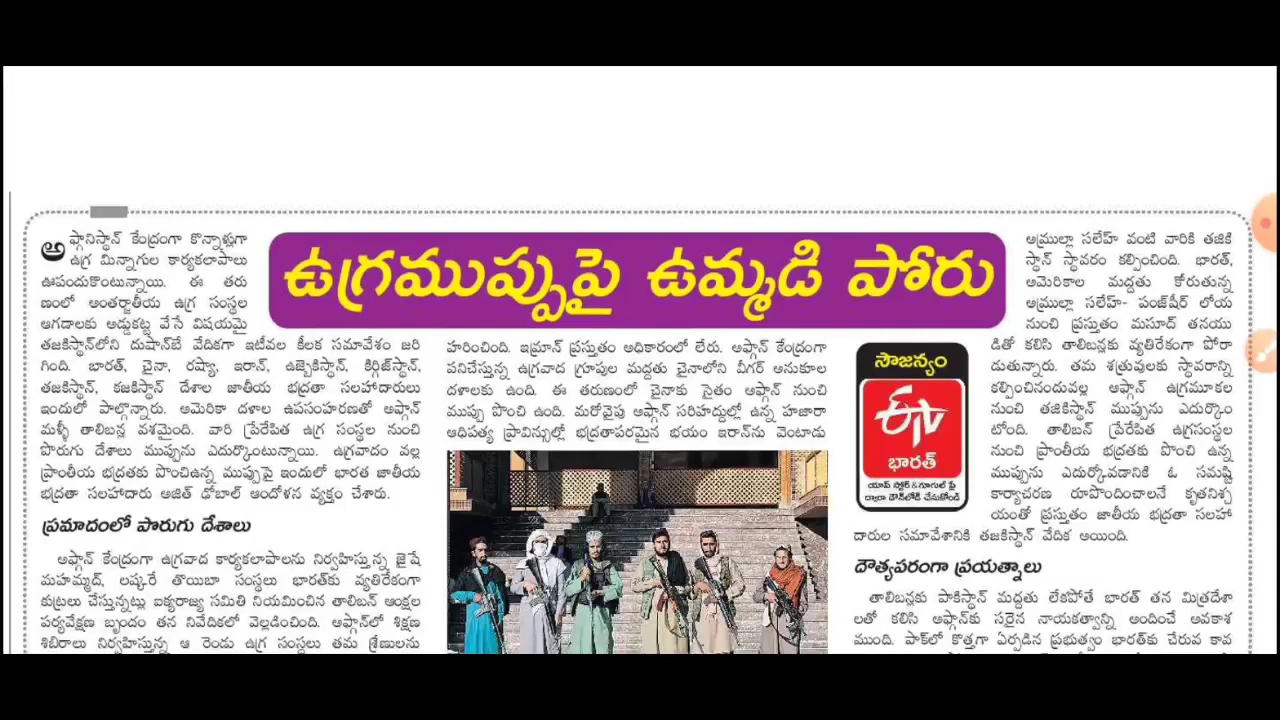 ఉగ్రముప్పుపై ఉమ్మడి పోరు
అఫ్గానిస్థాన్ కేంద్రంగా కొన్నాళ్లుగా
ఉగ్ర మిన్నాగుల కార్యకలాపాలు
ఊపందుకొంటున్నాయి. ఈ తరు
ణంలో అంతర్జాతీయ ఉగ్ర సంస్థల
ఆగడాలకు అడ్డుకట్ట వేసే విషయమై
తజకిస్థాన్‌లోని దుషాన్‌బే వేదికగా ఇటీవల కీలక సమావేశం జరి
గింది. భారత్, చైనా, రష్యా, ఇరాన్, ఉజ్బెకిస్థాన్, కిర్గిజ్‌స్థాన్,
తజకిస్థాన్, కజకిస్థాన్ దేశాల జాతీయ భద్రతా సలహాదారులు
ఇందులో పాల్గొన్నారు. అమెరికా దళాల ఉపసంహరణతో అఫ్గాన్
మళ్ళీ తాలిబన్ల వశమైంది. వారి ప్రేరేపిత ఉగ్ర సంస్థల నుంచి
పొరుగు దేశాలు ముప్పును ఎదుర్కొంటున్నాయి. ఉగ్రవాదం వల్ల
ప్రాంతీయ భద్రతకు పొంచిఉన్న ముప్పుపై ఇందులో భారత జాతీయ
భద్రతా సలహాదారు అజిత్ డోభాల్ ఆందోళన వ్యక్తం చేశారు.
ప్రమాదంలో పొరుగు దేశాలు
అఫ్గాన్ కేంద్రంగా ఉగ్రవాద కార్యకలాపాలను నిర్వహిస్తున్న జైషే
మహమ్మద్, లష్కరే తొయిబా సంస్థలు భారత్‌కు వ్యతిరేకంగా
కుట్రలు చేస్తున్నట్లు ఐక్యరాజ్య సమితి నియమించిన తాలిబన్ ఆంక్షల
పర్యవేక్షణ బృందం తన నివేదికలో వెల్లడించింది. ఆఫ్గాన్‌లో శిక్షణ
శిబిరాలు నిర్వహిస్తున్న ఆ రెండు ఉగ్ర సంస్థలు తమ శ్రేణులను
హరించింది. ఇమ్రాన్ ప్రస్తుతం అధికారంలో లేరు. అఫ్గాన్ కేంద్రంగా
పనిచేస్తున్న ఉగ్రవాద గ్రూపుల మద్దతు చైనాలోని వీగర్ అనుకూల
దళాలకు ఉంది. ఈ తరుణంలో చైనాకు సైతం అఫ్గాన్ నుంచి
ముప్పు పొంచి ఉంది. మరోవైపు అఫ్గాన్ సరిహద్దుల్లో ఉన్న హజారా
ఆధిపత్య ప్రావిన్సుల్లో భద్రతాపరమైన భయం ఇరాన్‌ను వెంటాడు
సౌజన్యం
ETV
భారత్
యాప్ స్టోర్ & గూగుల్ ప్లే
ద్వారా డౌన్‌లోడ్ చేసుకోండి
అమ్రుల్లా సలేహ్ వంటి వారికి తజికి
స్థాన్ స్థావరం కల్పించింది. భారత్,
అమెరికాల మద్దతు కోరుతున్న
అమ్రుల్లా సలేహ్- పంజ్‌షీర్ లోయ
నుంచి ప్రస్తుతం మసూద్ తనయు
డితో కలిసి తాలిబన్లకు వ్యతిరేకంగా పోరా
డుతున్నారు. తమ శత్రువులకు స్థావరాన్ని
కల్పించినందువల్ల అఫ్గాన్ ఉగ్రమూకల
నుంచి తజికిస్థాన్ ముప్పును ఎదుర్కొం
టోంది. తాలిబన్ ప్రేరేపిత ఉగ్రసంస్థల
నుంచి ప్రాంతీయ భద్రతకు పొంచి ఉన్న
ముప్పును ఎదుర్కోవడానికి ఓ సమష్టి
కార్యాచరణ రూపొందించాలనే కృతనిశ్చ
యంతో ప్రస్తుతం జాతీయ భద్రతా సలహా
దారుల సమావేశానికి తజకిస్థాన్ వేదిక అయింది.
దౌత్యపరంగా ప్రయత్నాలు
తాలిబన్లకు పాకిస్థాన్ మద్దతు లేకపోతే భారత్ తన మిత్రదేశా
లతో కలిసి అఫ్గాన్‌కు సరైన నాయకత్వాన్ని అందించే అవకాశ
ముంది. పాక్‌లో కొత్తగా ఏర్పడిన ప్రభుత్వం భారత్‌కు చేరువ కావ